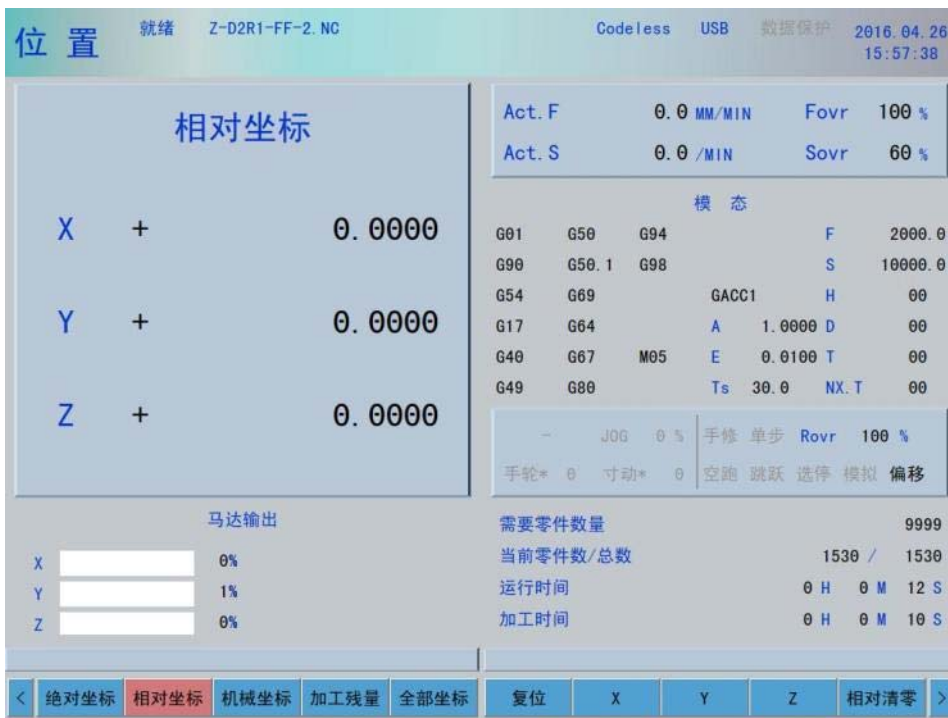 位 置 就绪 Z-D2R1-FF-2.NC Codeless USB 数据保护 2016.04.26
15:57:38
相对坐标
X + 0.0000
Y + 0.0000
Z + 0.0000
Act.F 0.0 MM/MIN Fovr 100 %
Act.S 0.0 /MIN Sovr 60 %
模 态
G01 G50 G94 F 2000.0
G90 G50.1 G98 S 10000.0
G54 G69 GACC1 H 00
G17 G64 A 1.0000 D 00
G40 G67 M05 E 0.0100 T 00
G49 G80 Ts 30.0 NX.T 00
- JOG 0 % 手修 单步 Rovr 100 %
手轮* 0 寸动* 0 空跑 跳跃 选停 模拟 偏移
马达输出
X 0%
Y 1%
Z 0%
需要零件数量 9999
当前零件数/总数 1530 / 1530
运行时间 0 H 0 M 12 S
加工时间 0 H 0 M 10 S
< 绝对坐标 相对坐标 机械坐标 加工残量 全部坐标 复位 X Y Z 相对清零 >